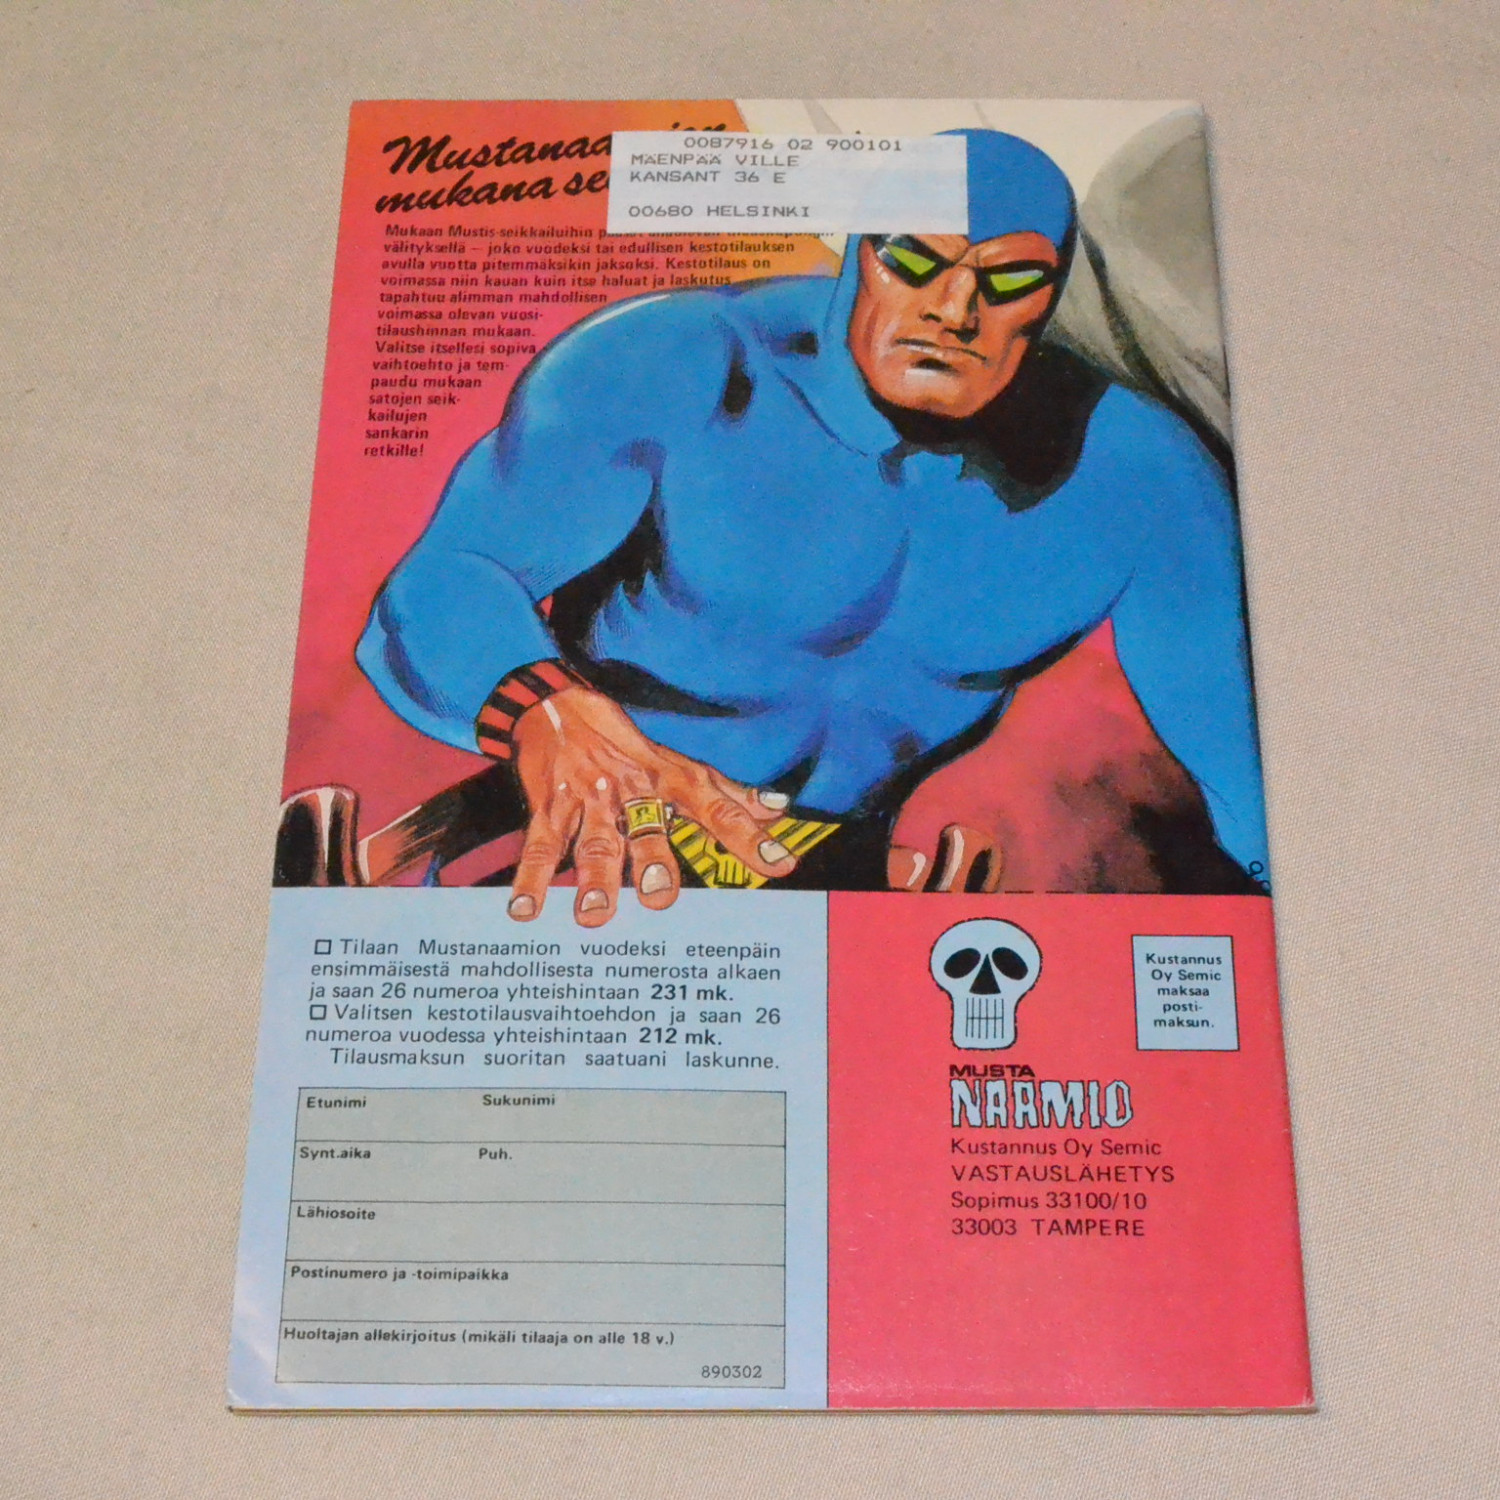 Mustanaamion
mukana
0087916 02 900101
MÄENPÄÄ VILLE
KANSANT 36 E
00680 HELSINKI
Mukaan Mustis-seikkailuihin
välityksellä — joko vuodeksi tai edullisen kestotilauksen
avulla vuotta pitemmäksikin jaksoksi. Kestotilaus on
voimassa niin kauan kuin itse haluat ja laskutus
tapahtuu alimman mahdollisen
voimassa olevan vuosi-
tilaushinnan mukaan.
Valitse itsellesi sopiva
vaihtoehto ja tem-
paudu mukaan
satojen seik-
kailujen
sankarin
retkille!
☐ Tilaan Mustanaamion vuodeksi eteenpäin
ensimmäisestä mahdollisesta numerosta alkaen
ja saan 26 numeroa yhteishintaan 231 mk.
☐ Valitsen kestotilausvaihtoehdon ja saan 26
numeroa vuodessa yhteishintaan 212 mk.
Tilausmaksun suoritan saatuani laskunne.
Etunimi Sukunimi
Synt.aika Puh.
Lähiosoite
Postinumero ja -toimipaikka
Huoltajan allekirjoitus (mikäli tilaaja on alle 18 v.)
890302
Kustannus
Oy Semic
maksaa
posti-
maksun.
MUSTA
NAAMIO
Kustannus Oy Semic
VASTAUSLÄHETYS
Sopimus 33100/10
33003 TAMPERE